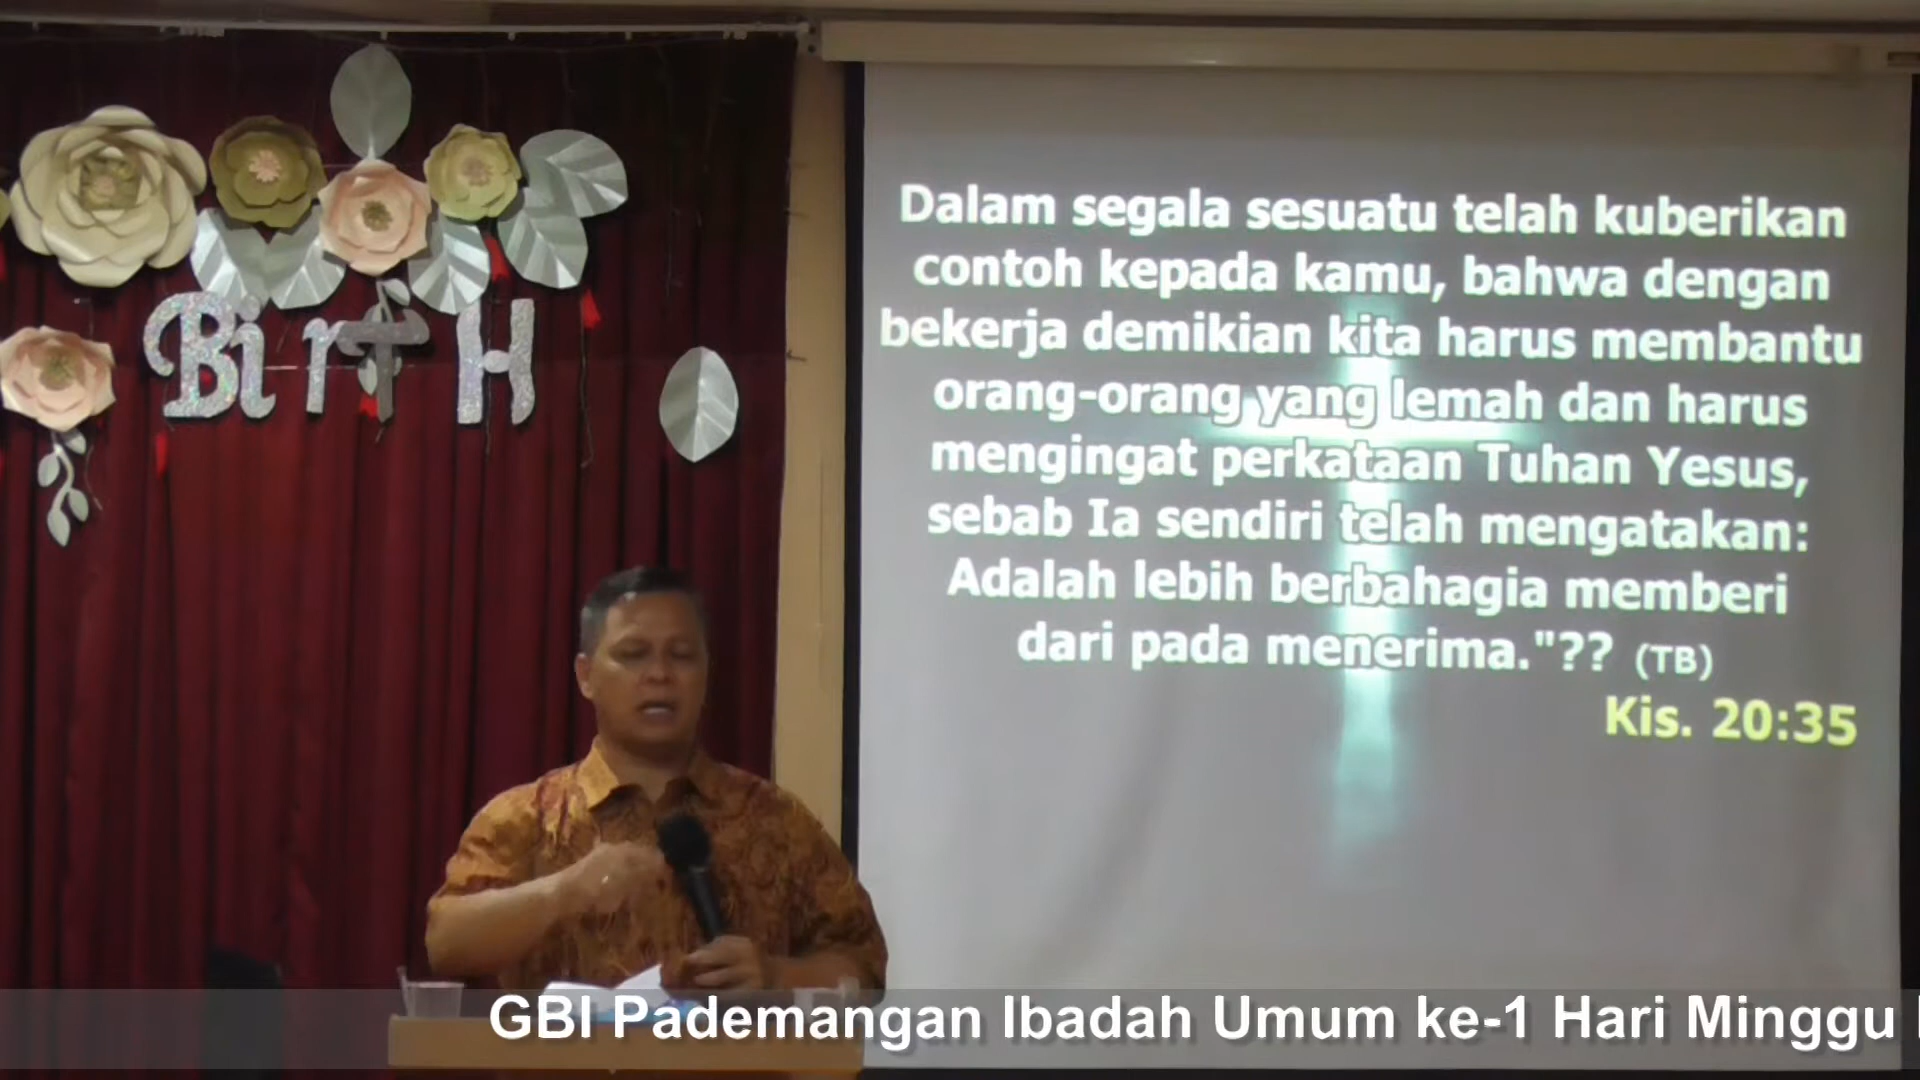 BirtH
Dalam segala sesuatu telah kuberikan
contoh kepada kamu, bahwa dengan
bekerja demikian kita harus membantu
orang-orang yang lemah dan harus
mengingat perkataan Tuhan Yesus,
sebab Ia sendiri telah mengatakan:
Adalah lebih berbahagia memberi
dari pada menerima."?? (TB)
Kis. 20:35
GBI Pademangan Ibadah Umum ke-1 Hari Minggu